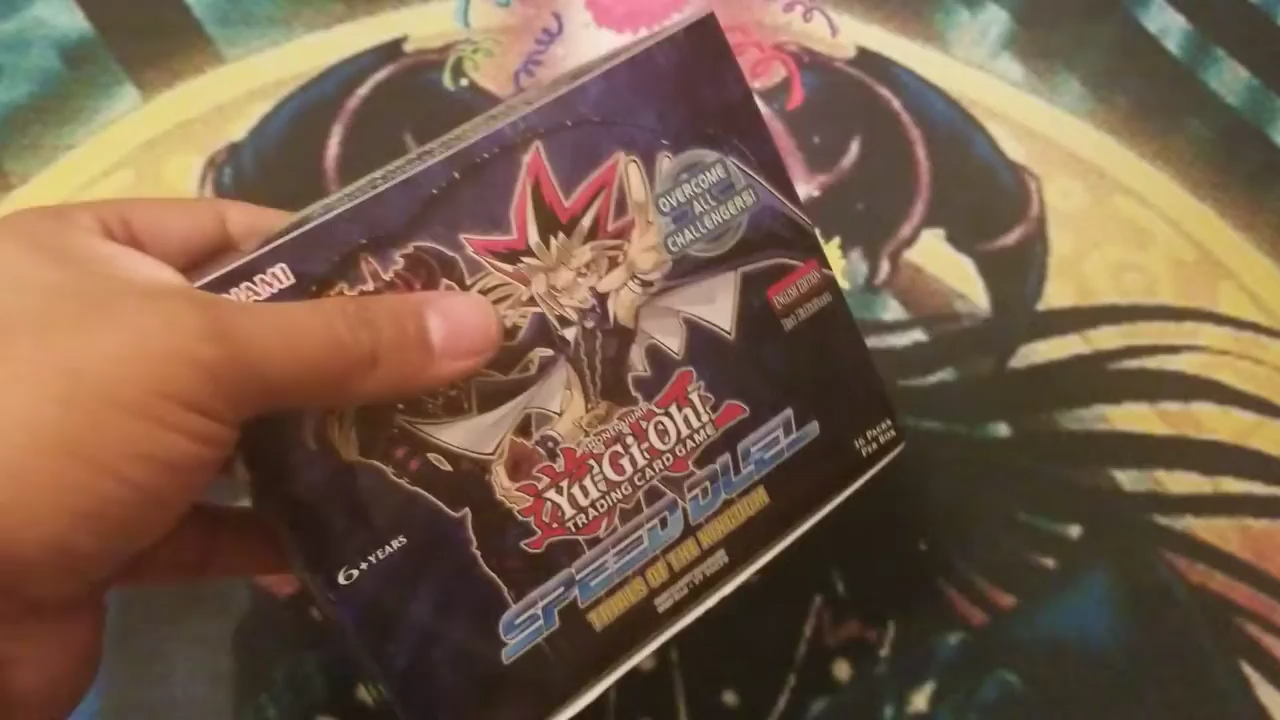 NAMI
OVERCOME
ALL
CHALLENGERS!
ENGLISH EDITION
Yu-Gi-Oh!
TRADING CARD GAME
SPEED DUEL
TRIALS OF THE KINGDOM
PACKS
PER BOX
6+YEARS